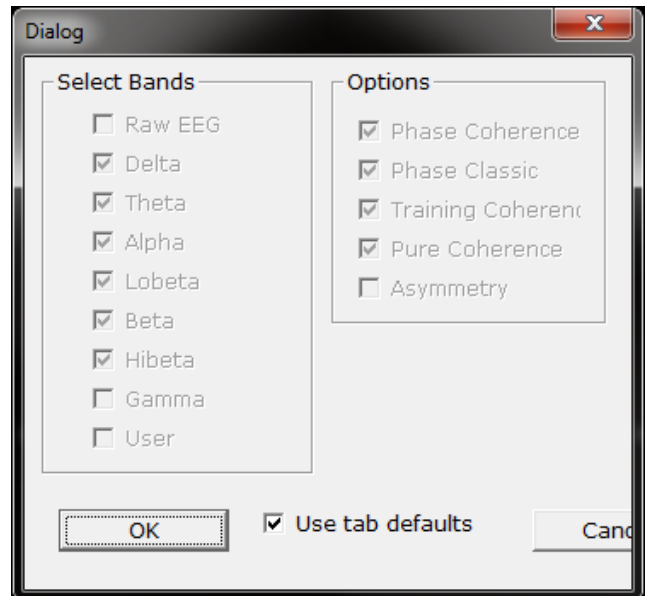 Dialog
Select Bands
Raw EEG
Delta
Theta
Alpha
Lobeta
Beta
Hibeta
Gamma
User
Options
Phase Coherence
Phase Classic
Training Coherenc
Pure Coherence
Asymmetry
OK
Use tab defaults
Canc